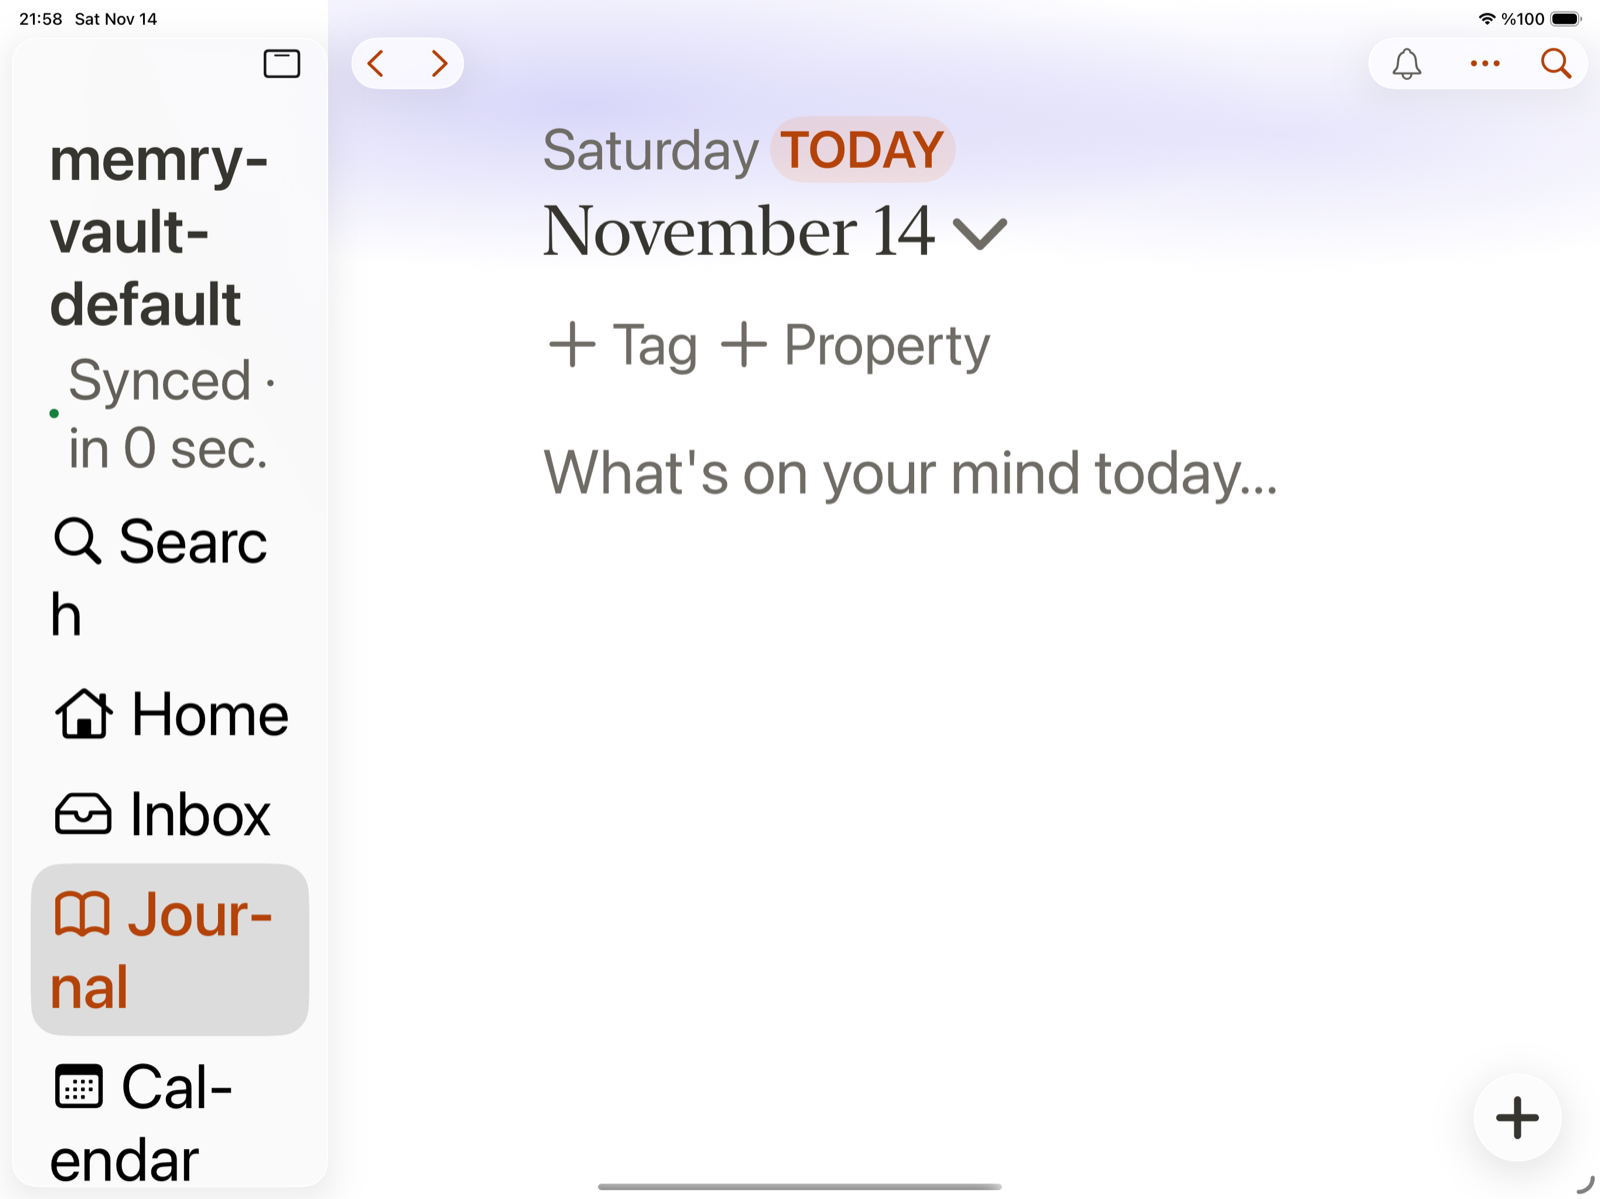 21:58 Sat Nov 14
%100
memry-
vault-
default
Synced ·
in 0 sec.
Searc
h
Home
Inbox
Jour-
nal
Cal-
endar
Saturday TODAY
November 14
+ Tag + Property
What's on your mind today...